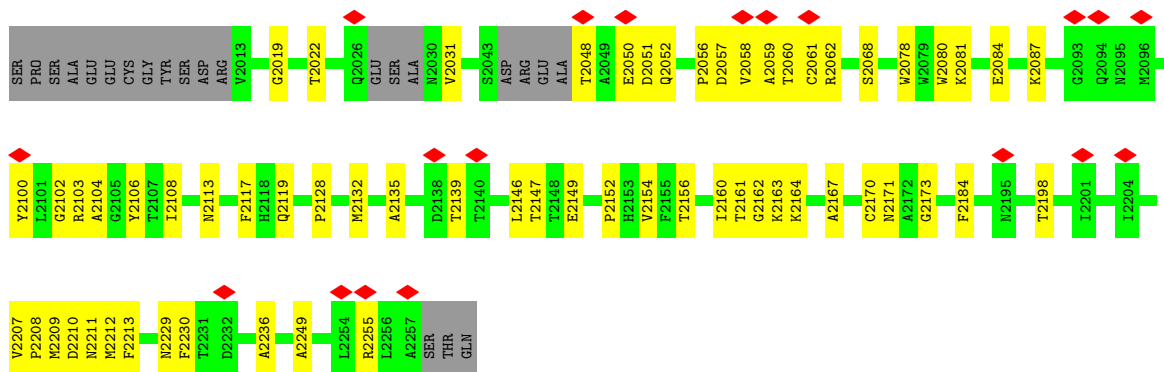 SER PRO SER ALA GLU GLU CYS GLY TYR SER ASP ARG V2013 G2019 T2022 Q2026 GLU SER ALA N2030 V2031 S2043 ASP ARG GLU ALA T2048 A2049 E2050 D2051 Q2052 P2056 D2057 V2058 A2059 T2060 C2061 R2062 S2068 W2078 W2079 W2080 K2081 E2084 K2087 G2093 Q2094 N2095 M2096
Y2100 L2101 G2102 R2103 A2104 G2105 Y2106 T2107 I2108 N2113 F2117 H2118 Q2119 P2128 M2132 A2135 D2138 T2139 T2140 L2146 T2147 T2148 E2149 P2152 H2153 V2154 F2155 T2156 I2160 T2161 G2162 K2163 K2164 A2167 C2170 N2171 A2172 G2173 F2184 N2195 T2198 I2201 I2204
V2207 P2208 M2209 D2210 N2211 M2212 F2213 N2229 F2230 T2231 D2232 A2236 A2249 L2254 R2255 L2256 A2257 SER THR GLN